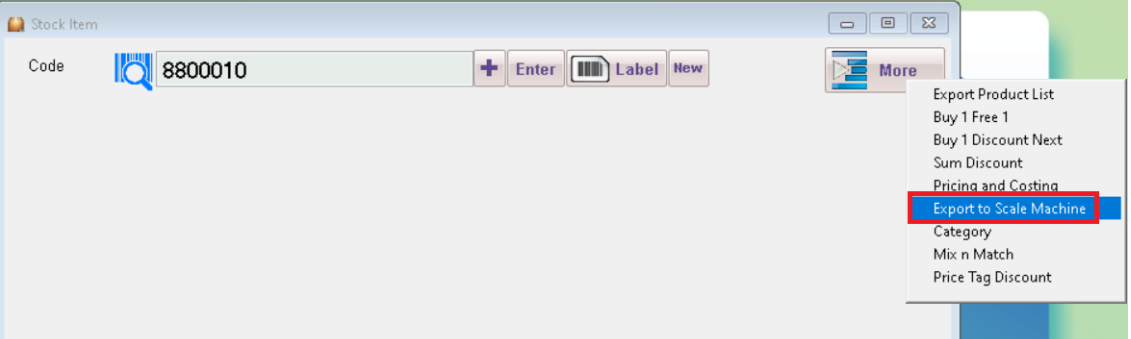 Stock Item
Code
8800010
Enter
Label
New
More
Export Product List
Buy 1 Free 1
Buy 1 Discount Next
Sum Discount
Pricing and Costing
Export to Scale Machine
Category
Mix n Match
Price Tag Discount